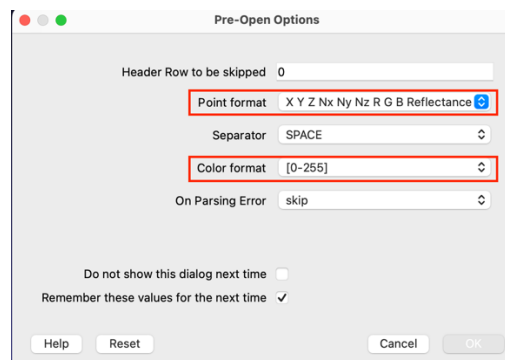 Pre-Open Options
Header Row to be skipped 0
Point format X Y Z Nx Ny Nz R G B Reflectance
Separator SPACE
Color format [0-255]
On Parsing Error skip
Do not show this dialog next time
Remember these values for the next time
Help Reset Cancel OK